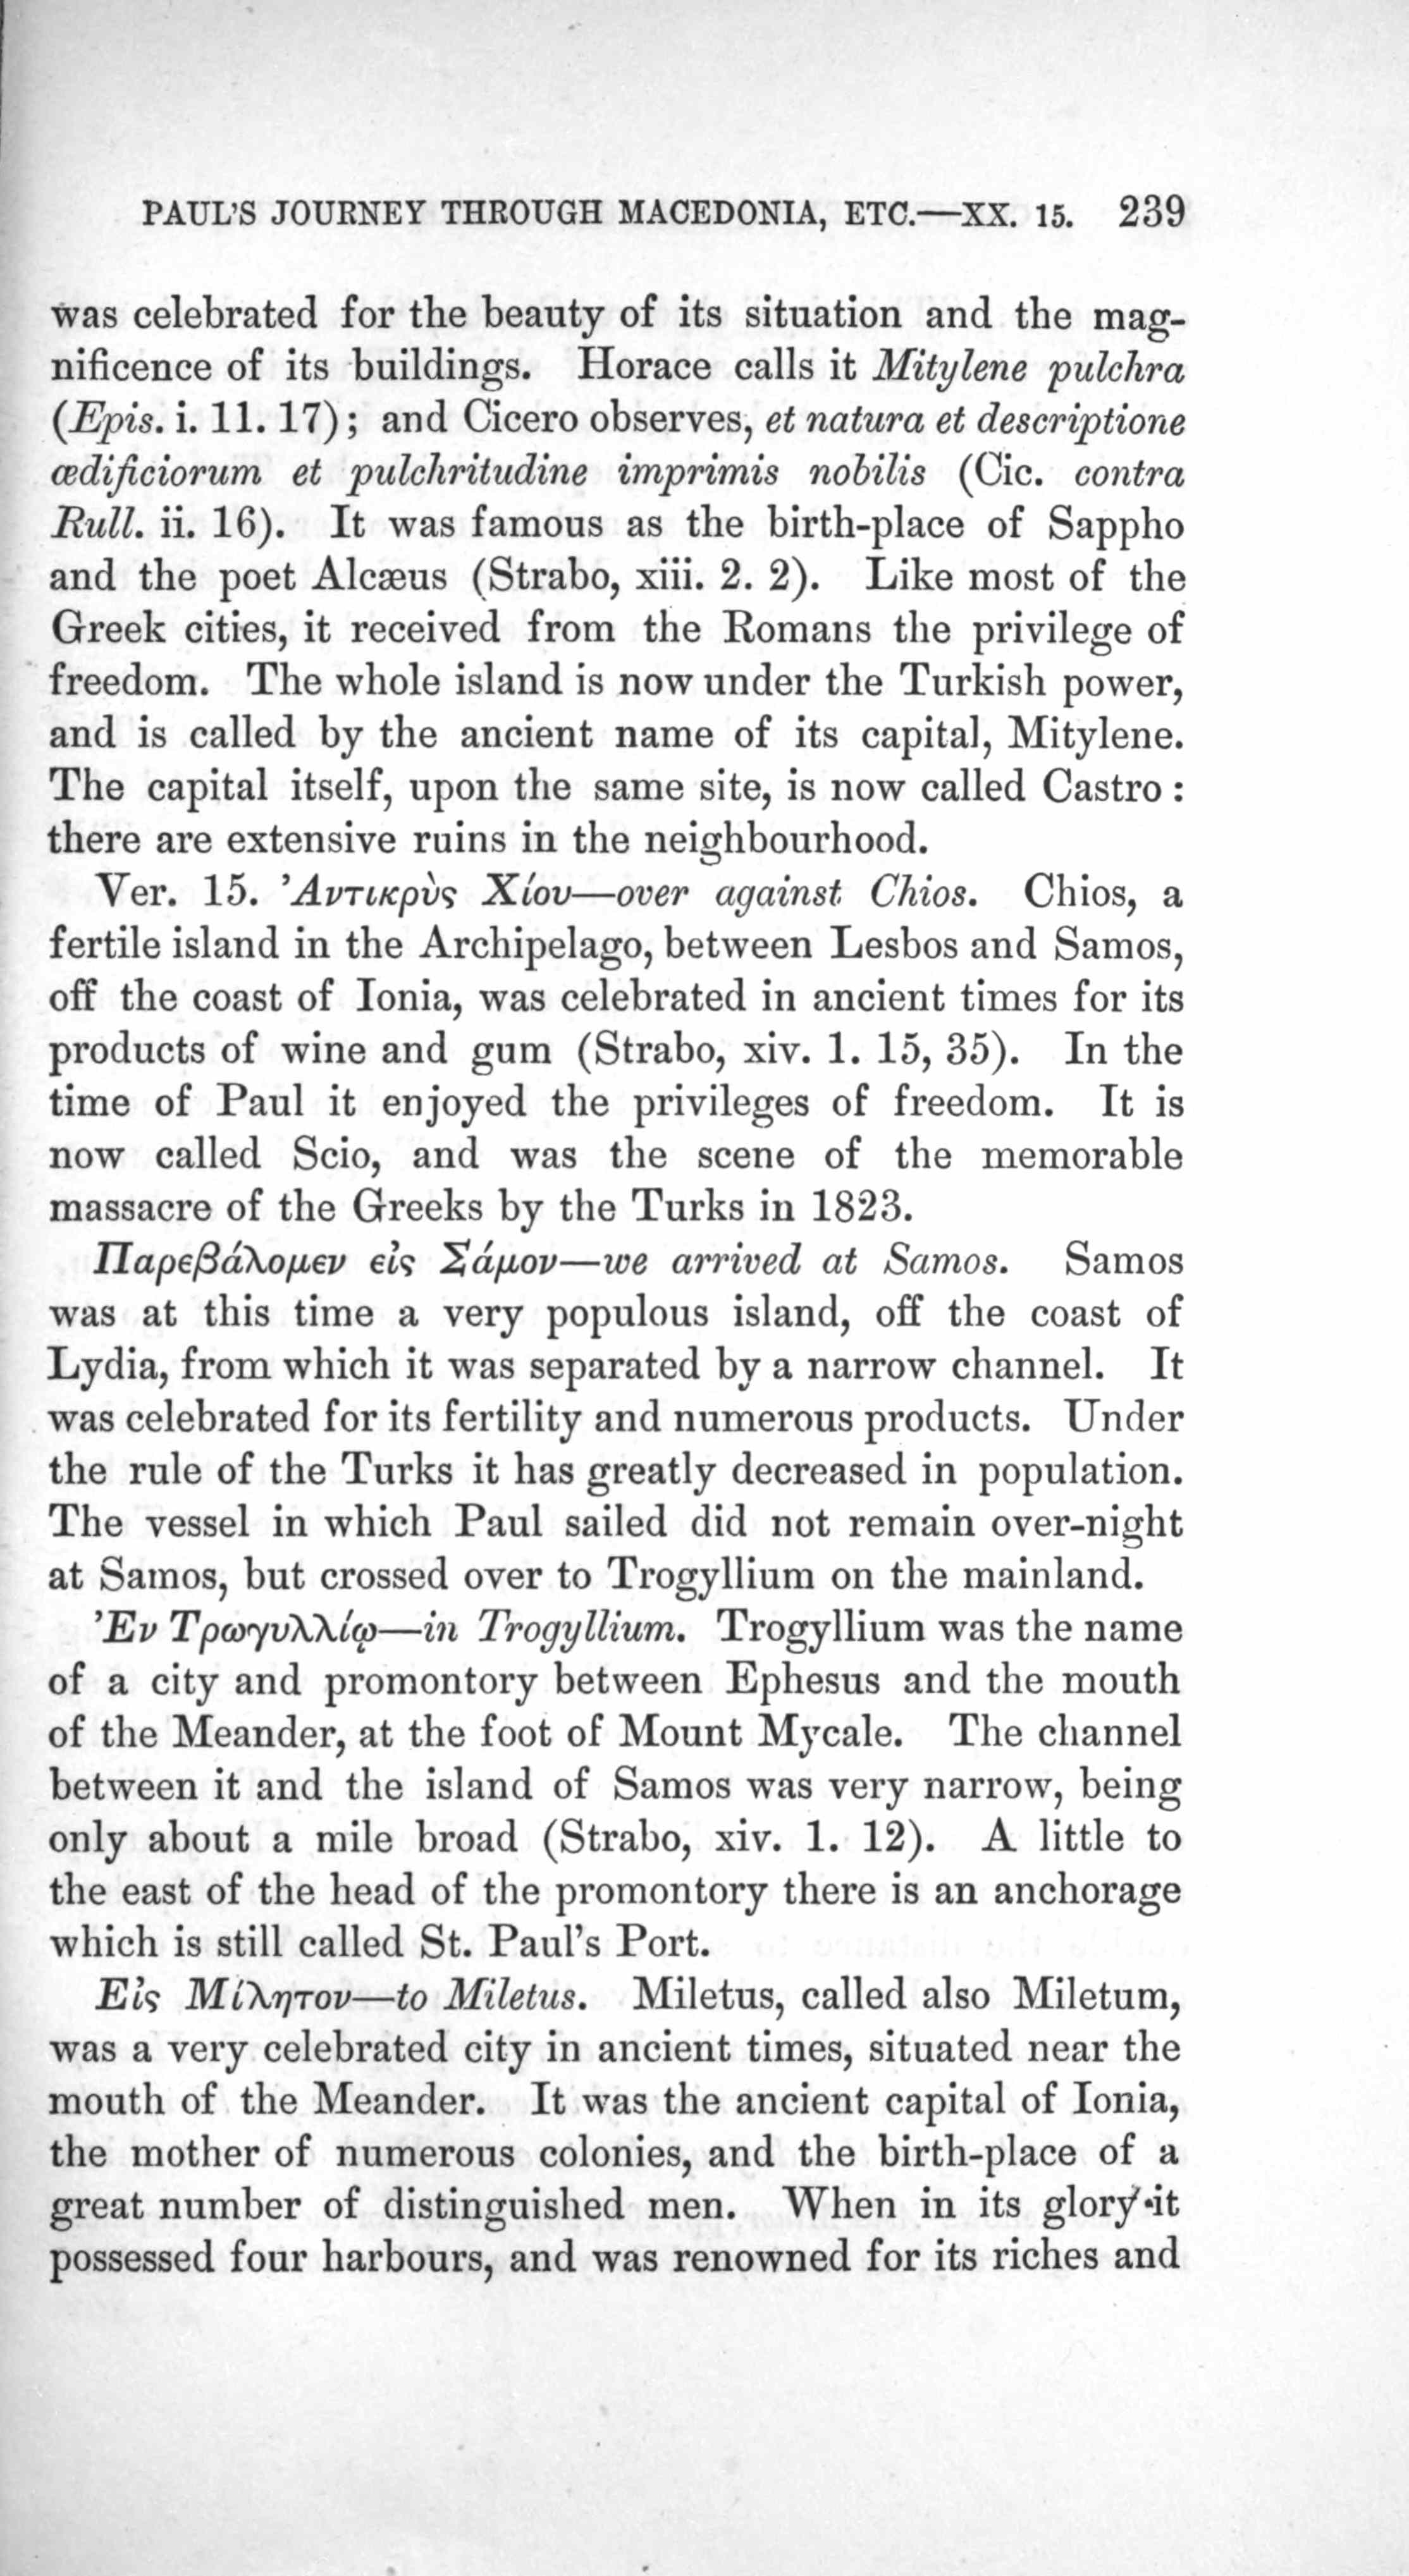 PAUL'S JOURNEY THROUGH MACEDONIA, ETC.—XX. 15. 239
was celebrated for the beauty of its situation and the mag-
nificence of its buildings. Horace calls it Mitylene pulchra
(Epis. i. 11. 17); and Cicero observes, et natura et descriptione
ædificiorum et pulchritudine imprimis nobilis (Cic. contra
Rull. ii. 16). It was famous as the birth-place of Sappho
and the poet Alcæus (Strabo, xiii. 2. 2). Like most of the
Greek cities, it received from the Romans the privilege of
freedom. The whole island is now under the Turkish power,
and is called by the ancient name of its capital, Mitylene.
The capital itself, upon the same site, is now called Castro :
there are extensive ruins in the neighbourhood.
Ver. 15. Ἀντικρὺς Χίου—over against Chios. Chios, a
fertile island in the Archipelago, between Lesbos and Samos,
off the coast of Ionia, was celebrated in ancient times for its
products of wine and gum (Strabo, xiv. 1. 15, 35). In the
time of Paul it enjoyed the privileges of freedom. It is
now called Scio, and was the scene of the memorable
massacre of the Greeks by the Turks in 1823.
Παρεβάλομεν εἰς Σάμον—we arrived at Samos. Samos
was at this time a very populous island, off the coast of
Lydia, from which it was separated by a narrow channel. It
was celebrated for its fertility and numerous products. Under
the rule of the Turks it has greatly decreased in population.
The vessel in which Paul sailed did not remain over-night
at Samos, but crossed over to Trogyllium on the mainland.
Ἐν Τρωγυλλίῳ—in Trogyllium. Trogyllium was the name
of a city and promontory between Ephesus and the mouth
of the Meander, at the foot of Mount Mycale. The channel
between it and the island of Samos was very narrow, being
only about a mile broad (Strabo, xiv. 1. 12). A little to
the east of the head of the promontory there is an anchorage
which is still called St. Paul's Port.
Εἰς Μίλητον—to Miletus. Miletus, called also Miletum,
was a very celebrated city in ancient times, situated near the
mouth of the Meander. It was the ancient capital of Ionia,
the mother of numerous colonies, and the birth-place of a
great number of distinguished men. When in its glory it
possessed four harbours, and was renowned for its riches and